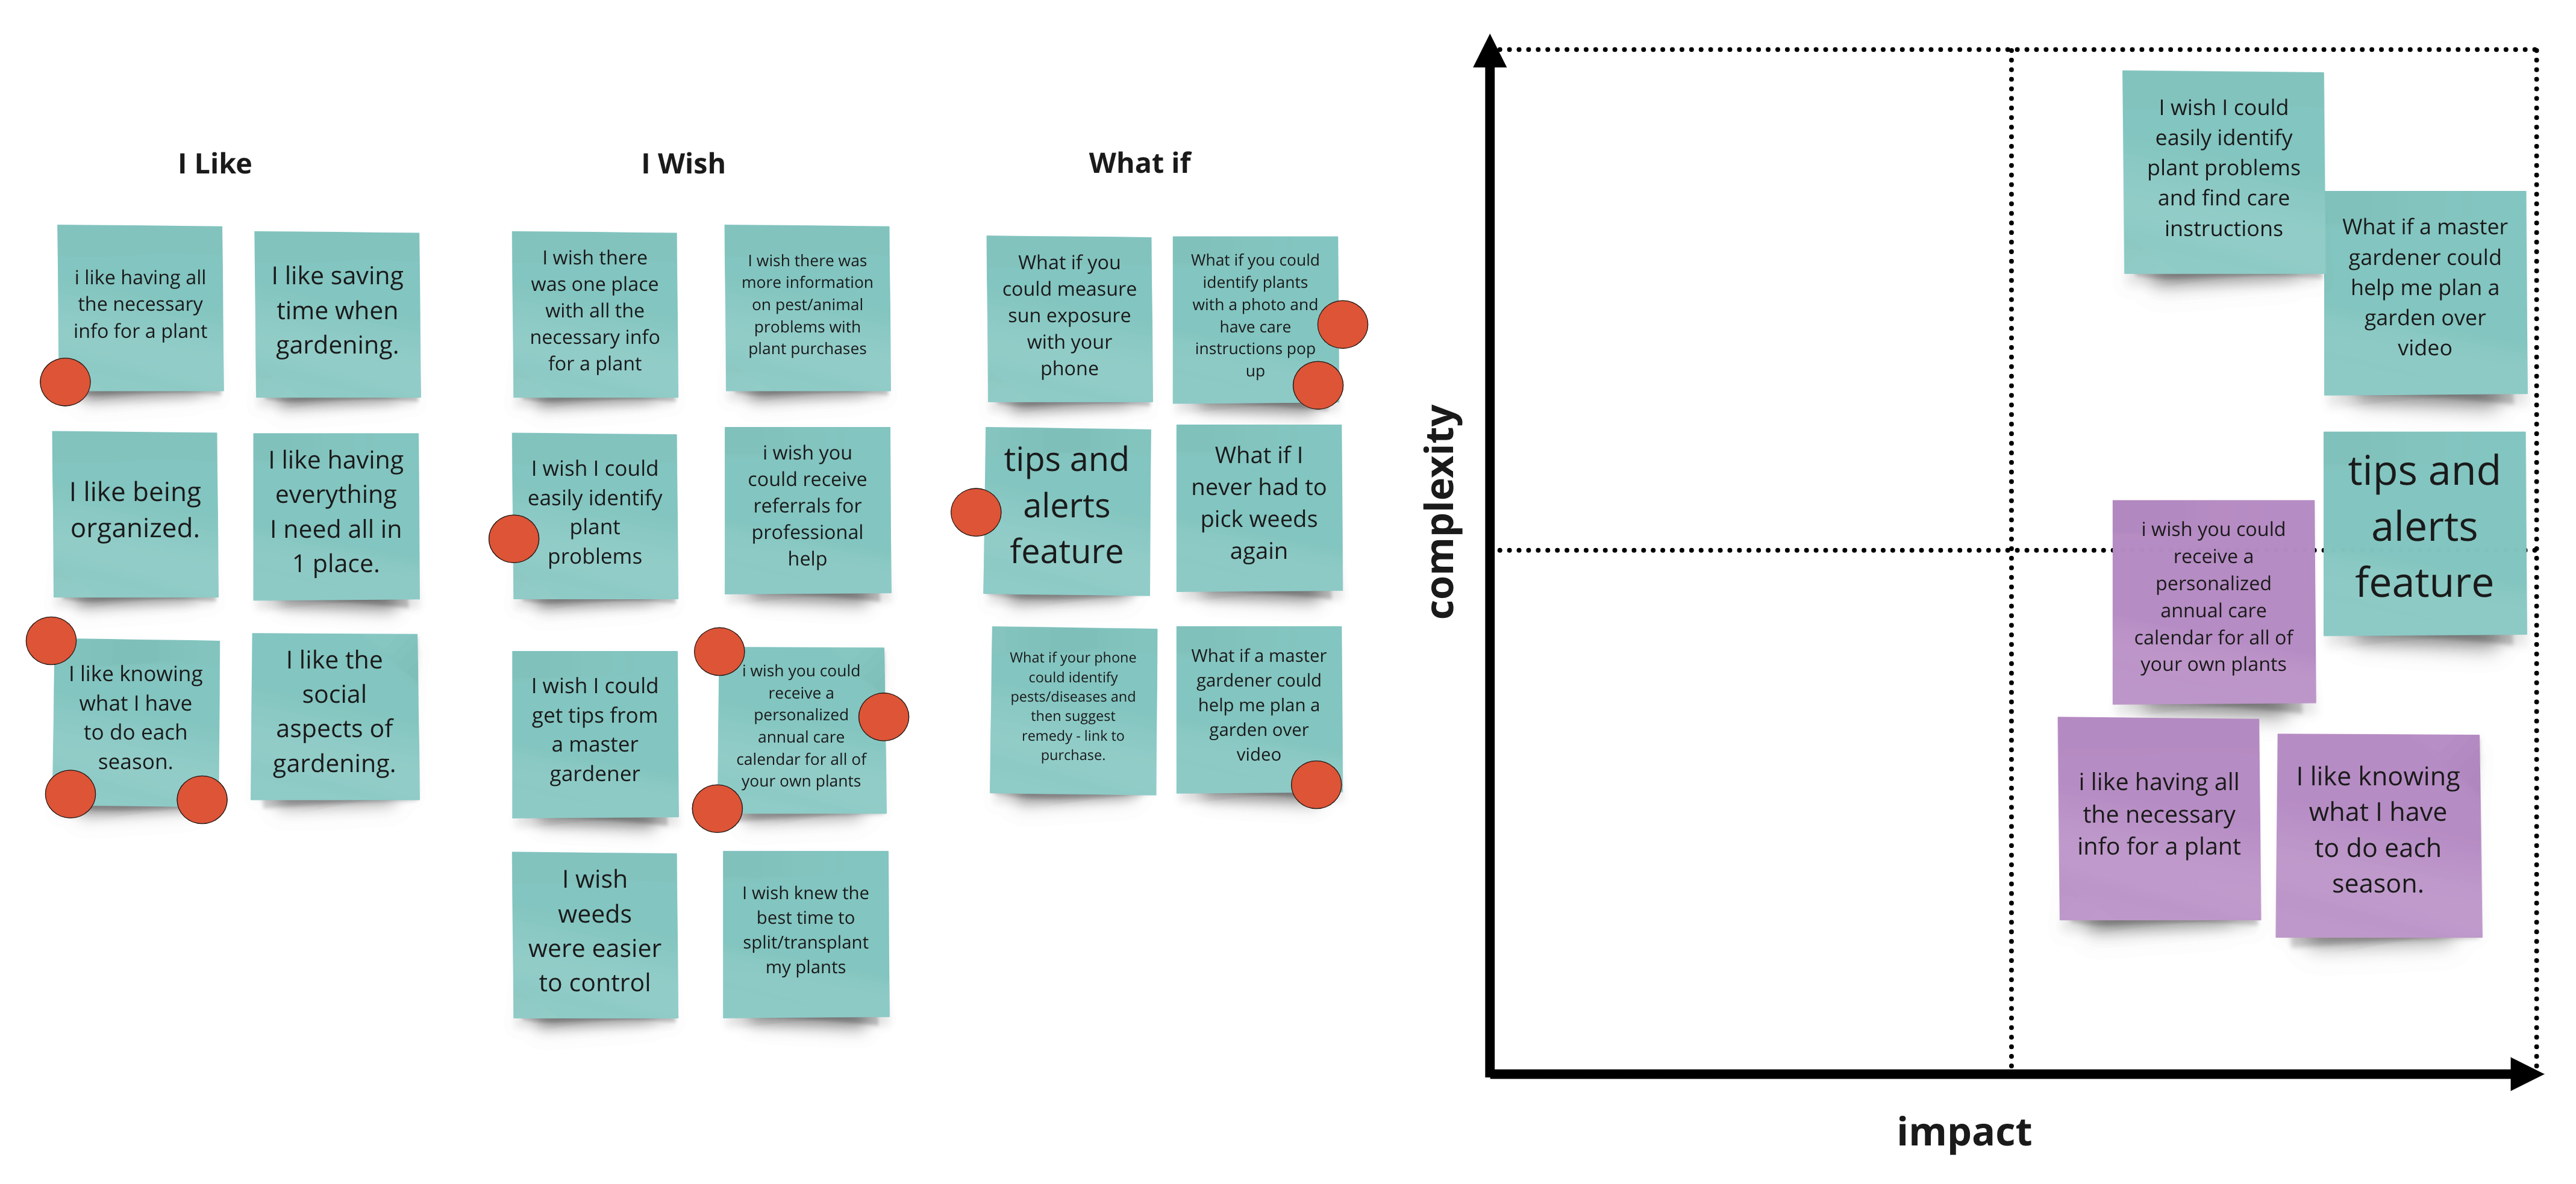 I Like
i like having all
the necessary
info for a plant
I like saving
time when
gardening.
I like being
organized.
I like having
everything
I need all in
1 place.
I like knowing
what I have
to do each
season.
I like the
social
aspects of
gardening.
I Wish
I wish there
was one place
with all the
necessary info
for a plant
I wish there was
more information
on pest/animal
problems with
plant purchases
I wish I could
easily identify
plant
problems
i wish you
could receive
referrals for
professional
help
I wish I could
get tips from
a master
gardener
i wish you could
receive a
personalized
annual care
calendar for all of
your own plants
I wish
weeds
were easier
to control
I wish knew the
best time to
split/transplant
my plants
What if
What if you
could measure
sun exposure
with your
phone
What if you could
identify plants
with a photo and
have care
instructions pop
up
tips and
alerts
feature
What if I
never had to
pick weeds
again
What if your phone
could identify
pests/diseases and
then suggest
remedy - link to
purchase.
What if a master
gardener could
help me plan a
garden over
video
complexity
I wish I could
easily identify
plant problems
and find care
instructions
What if a master
gardener could
help me plan a
garden over
video
tips and
alerts
feature
i wish you could
receive a
personalized
annual care
calendar for all of
your own plants
i like having all
the necessary
info for a plant
I like knowing
what I have
to do each
season.
impact